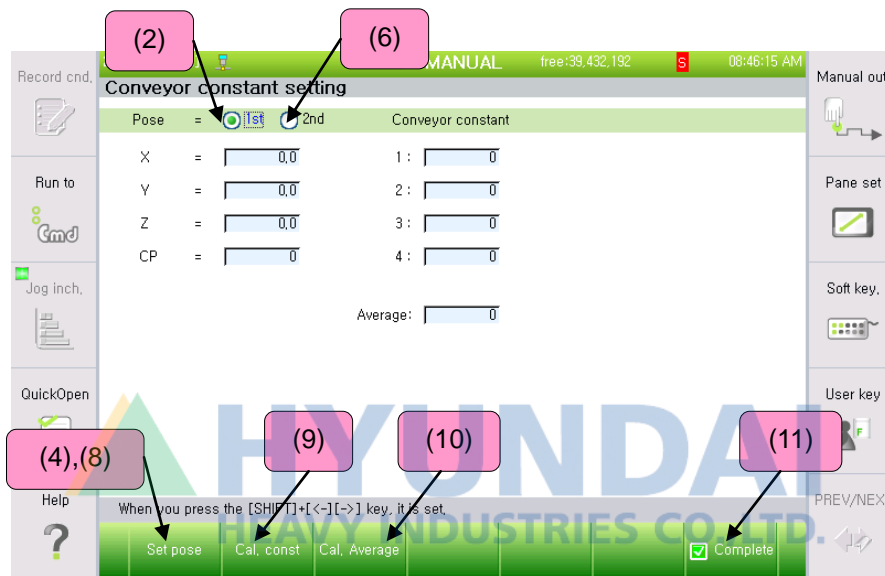 (2)
(6)
MANUAL free:39,432,192 S 08:46:15 AM
Record cnd,
Conveyor constant setting
Manual out
Pose = 1st 2nd Conveyor constant
X = 0,0 1 : 0
Run to
Y = 0,0 2 : 0
Pane set
Cmd
Z = 0,0 3 : 0
CP = 0 4 : 0
Jog inch,
Soft key,
Average: 0
QuickOpen
User key
HYUNDAI
(4),(8)
(9)
(10)
(11)
F
Help
When you press the [SHIFT]+[<-][->] key, it is set,
PREV/NEX
HEAVY INDUSTRIES CO.,LTD.
?
Set pose Cal, const Cal, Average Complete